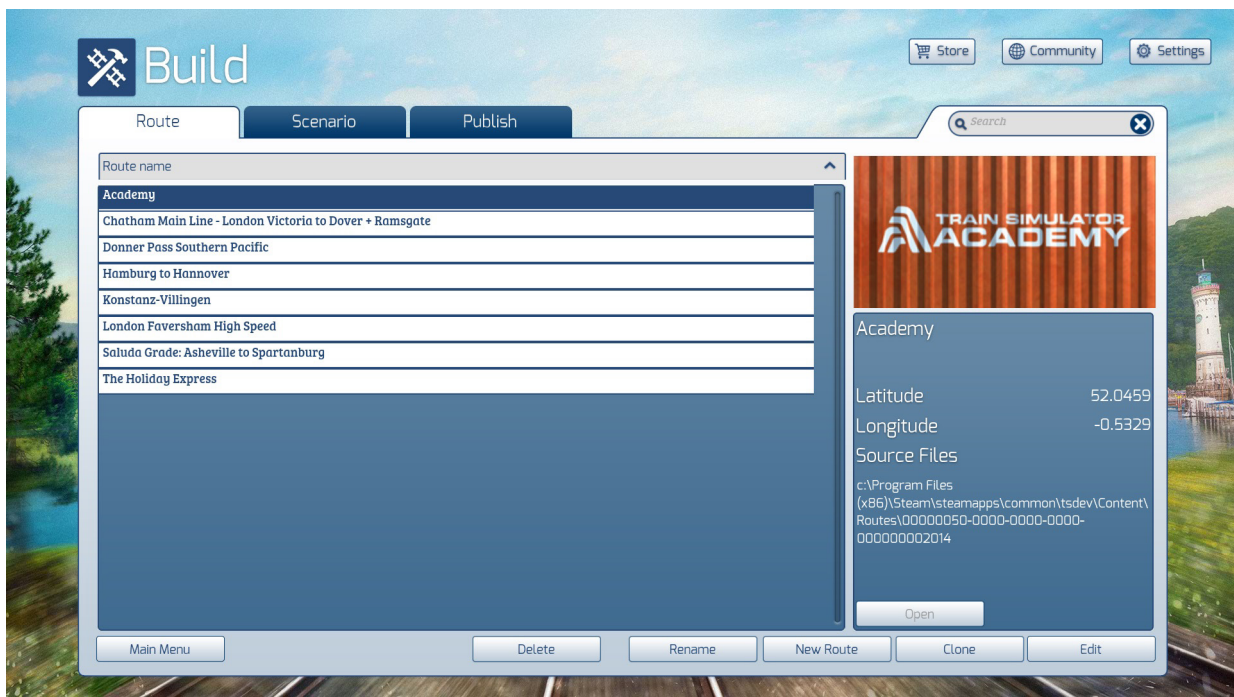 Build
Store
Community
Settings
Route
Scenario
Publish
Search
Route name
Academy
Chatham Main Line - London Victoria to Dover + Ramsgate
Donner Pass Southern Pacific
Hamburg to Hannover
Konstanz-Villingen
London Faversham High Speed
Saluda Grade: Asheville to Spartanburg
The Holiday Express
TRAIN SIMULATOR
ACADEMY
Academy
Latitude 52.0459
Longitude -0.5329
Source Files
c:\Program Files
(x86)\Steam\steamapps\common\tsdev\Content\
Routes\00000050-0000-0000-0000-
000000002014
Open
Main Menu
Delete
Rename
New Route
Clone
Edit